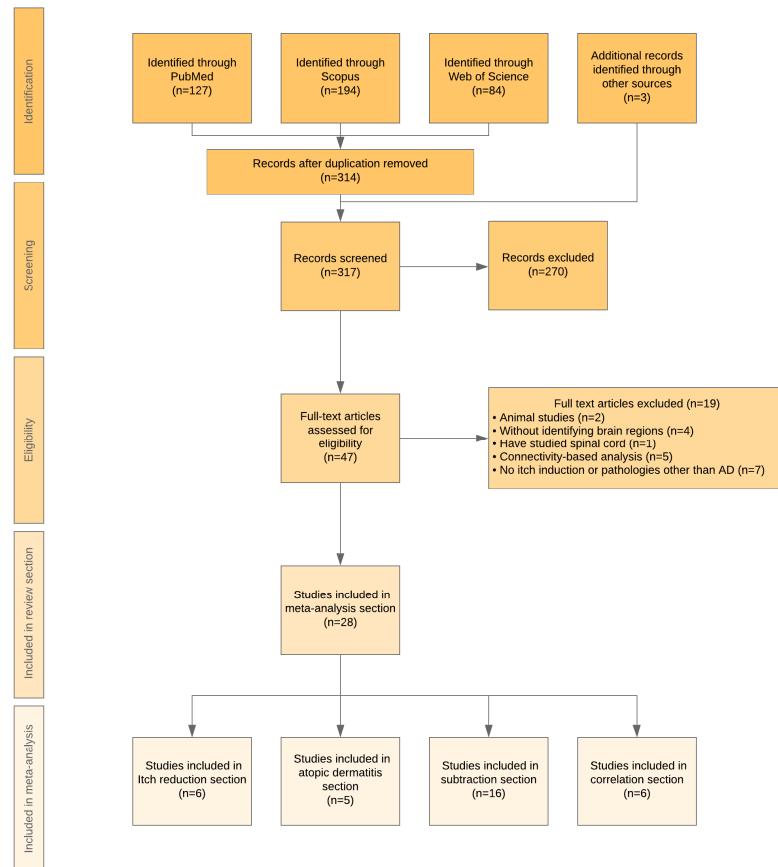 Identification
Identified through
PubMed
(n=127)
Identified through
Scopus
(n=194)
Identified through
Web of Science
(n=84)
Additional records
identified through
other sources
(n=3)
Records after duplication removed
(n=314)
Screening
Records screened
(n=317)
Records excluded
(n=270)
Eligibility
Full-text articles
assessed for
eligibility
(n=47)
Full text articles excluded (n=19)
• Animal studies (n=2)
• Without identifying brain regions (n=4)
• Have studied spinal cord (n=1)
• Connectivity-based analysis (n=5)
• No itch induction or pathologies other than AD (n=7)
Included in review section
Studies included in
meta-analysis section
(n=28)
Included in meta-analysis
Studies included in
Itch reduction section
(n=6)
Studies included in
atopic dermatitis
section
(n=5)
Studies included in
subtraction section
(n=16)
Studies included in
correlation section
(n=6)